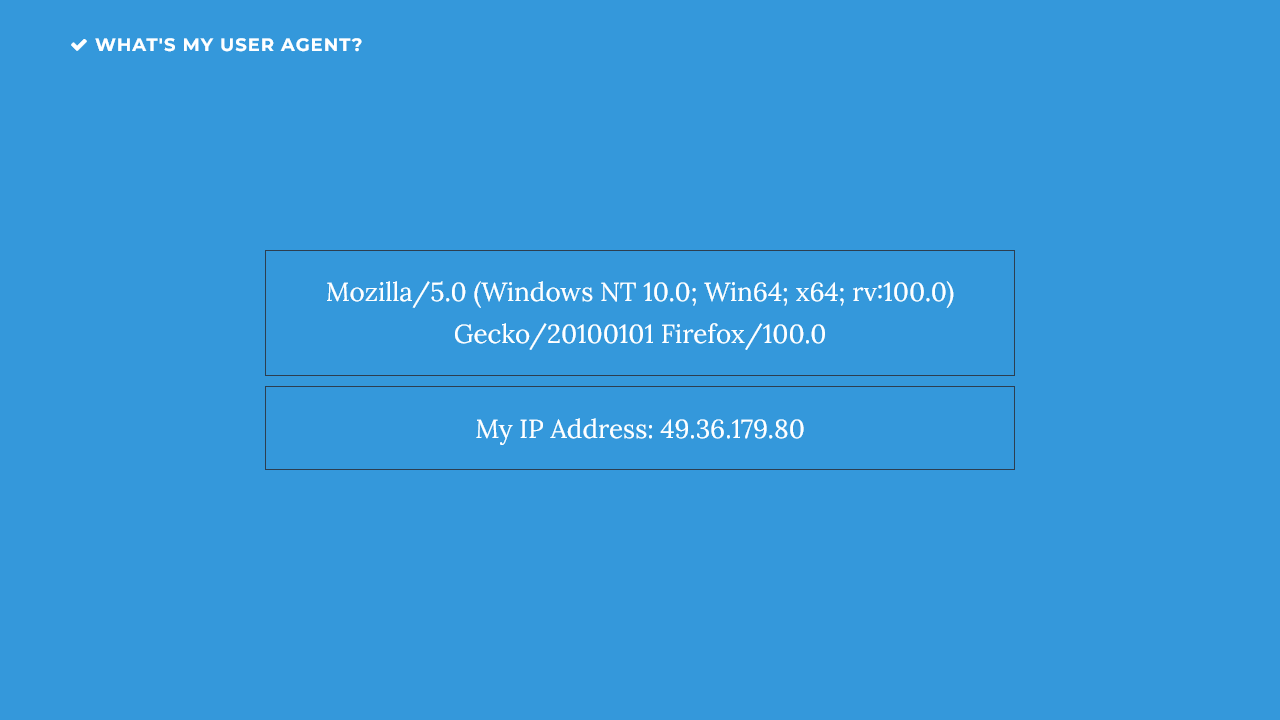 WHAT'S MY USER AGENT?
Mozilla/5.0 (Windows NT 10.0; Win64; x64; rv:100.0)
Gecko/20100101 Firefox/100.0
My IP Address: 49.36.179.80